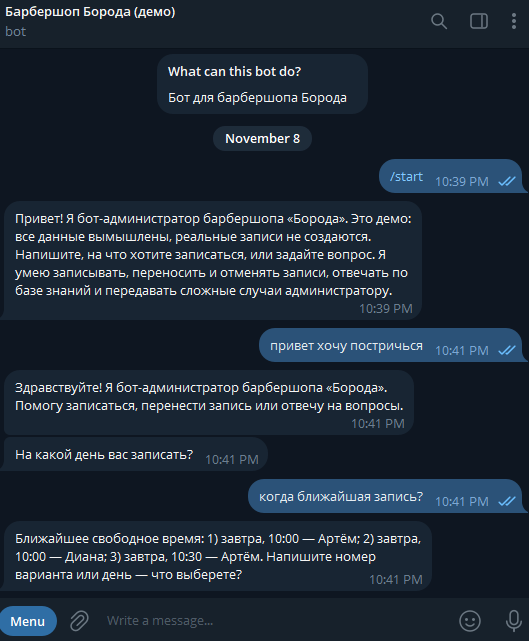 Барбершоп Борода (демо)
bot
What can this bot do?
Бот для барбершопа Борода
November 8
/start
10:39 PM
Привет! Я бот-администратор барбершопа «Борода». Это демо:
все данные вымышлены, реальные записи не создаются.
Напишите, на что хотите записаться, или задайте вопрос. Я
умею записывать, переносить и отменять записи, отвечать по
базе знаний и передавать сложные случаи администратору.
10:39 PM
привет хочу постричься
10:41 PM
Здравствуйте! Я бот-администратор барбершопа «Борода».
Помогу записаться, перенести запись или отвечу на вопросы.
10:41 PM
На какой день вас записать?
10:41 PM
когда ближайшая запись?
10:41 PM
Ближайшее свободное время: 1) завтра, 10:00 — Артём; 2) завтра,
10:00 — Диана; 3) завтра, 10:30 — Артём. Напишите номер
варианта или день — что выберете?
10:41 PM
Menu
Write a message...